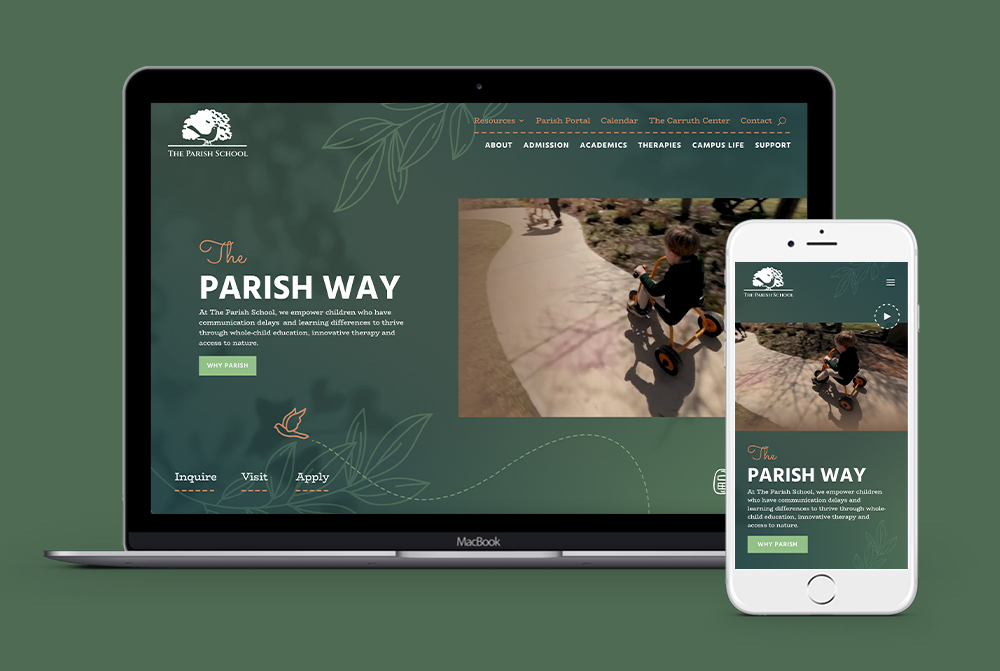 The Parish School
Resources Parish Portal Calendar The Carruth Center Contact
ABOUT ADMISSION ACADEMICS THERAPIES CAMPUS LIFE SUPPORT
The
PARISH WAY
At The Parish School, we empower children who have
communication delays and learning differences to thrive
through whole-child education, innovative therapy and
access to nature.
WHY PARISH
Inquire Visit Apply
MacBook
The Parish School
The
PARISH WAY
At The Parish School, we empower children
who have communication delays and
learning differences to thrive through whole-
child education, innovative therapy and
access to nature.
WHY PARISH